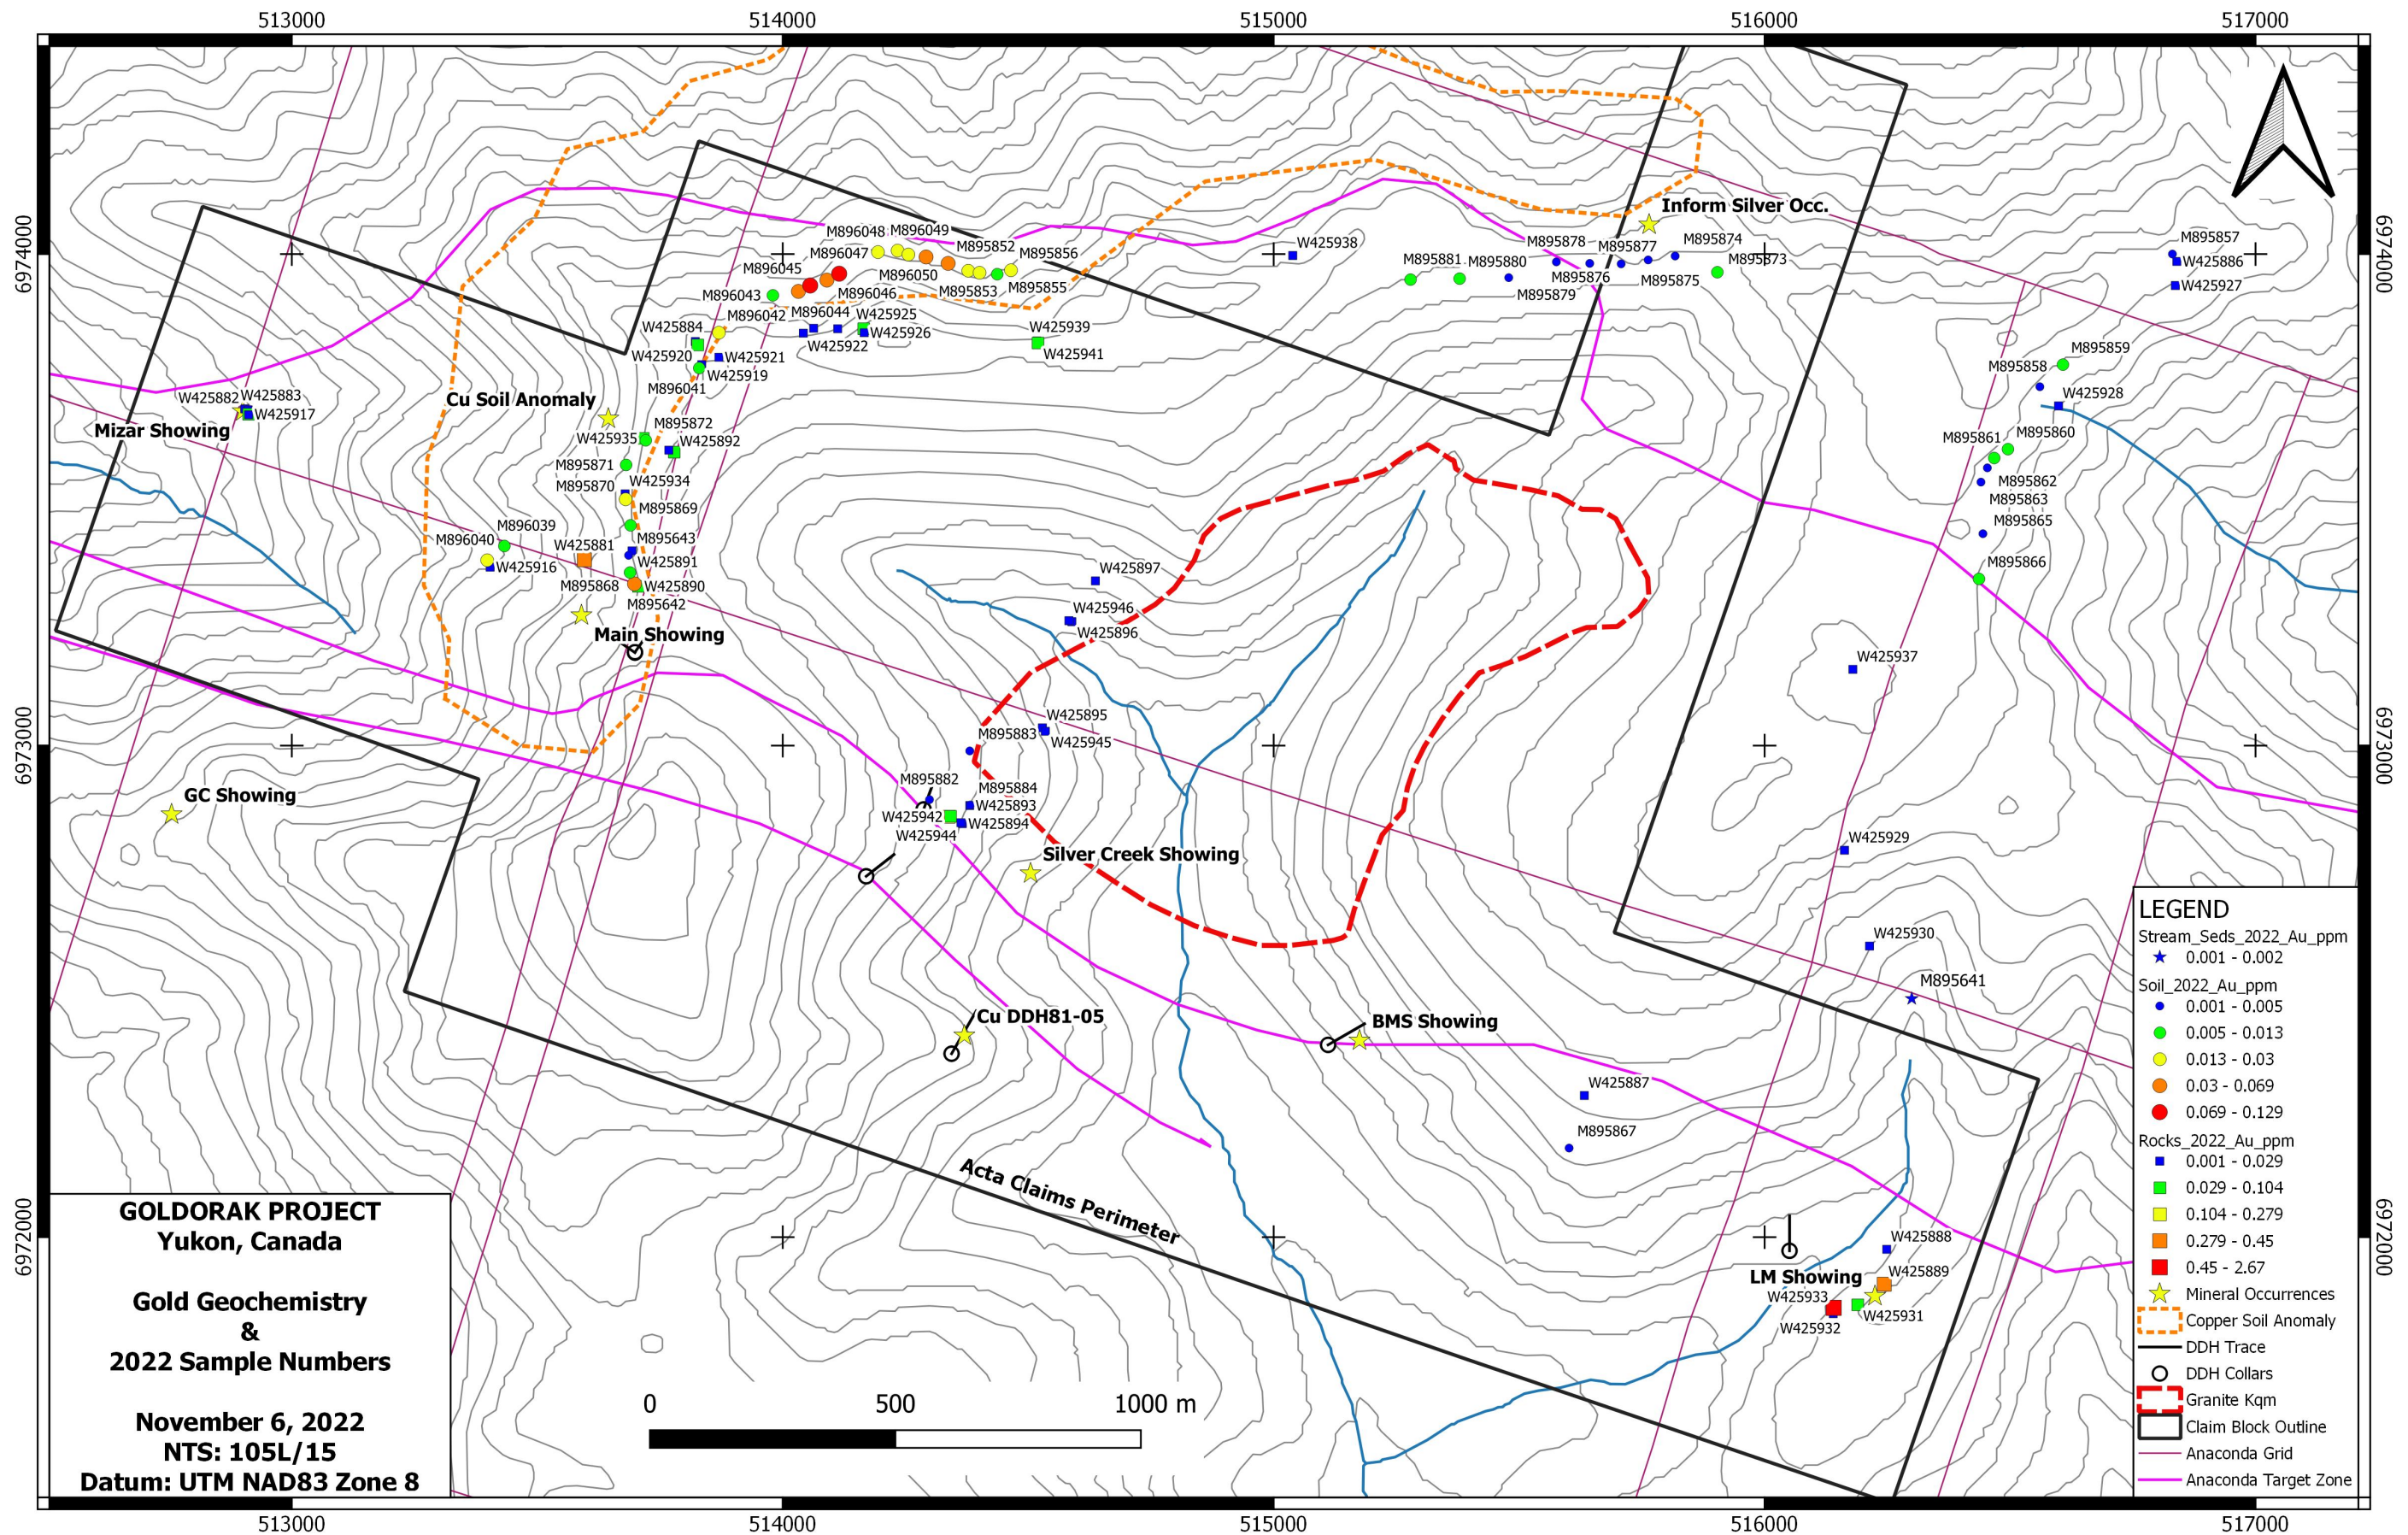 513000
514000
515000
516000
517000
6974000
6974000
Inform Silver Occ.
M896048
M896049
M895852
M895856
W425938
M895878
M895877
M895874
M895857
M896047
M896045
M896050
M895881
M895880
M895873
W425886
M895876
M895875
M896043
M896046
M895853
M895855
M895879
W425927
M896042
M896044
W425925
W425884
W425926
W425939
W425922
W425941
W425920
W425921
W425919
M895859
M895858
M896041
W425882
W425883
W425917
Cu Soil Anomaly
W425928
Mizar Showing
W425935
M895872
W425892
M895861
M895860
M895871
M895870
W425934
M895862
M895863
M895869
M896039
M895865
M896040
W425881
M895643
W425916
W425891
M895866
M895868
W425890
W425897
M895642
W425946
Main Showing
W425896
W425937
6973000
6973000
W425895
M895883
W425945
M895882
M895884
GC Showing
W425942
W425893
W425944
W425894
W425929
Silver Creek Showing
W425930
M895641
Cu DDH81-05
BMS Showing
W425887
M895867
Acta Claims Perimeter
6972000
6972000
W425888
LM Showing
W425889
W425933
W425931
W425932
LEGEND
Stream_Seds_2022_Au_ppm
0.001 - 0.002
Soil_2022_Au_ppm
0.001 - 0.005
0.005 - 0.013
0.013 - 0.03
0.03 - 0.069
0.069 - 0.129
Rocks_2022_Au_ppm
0.001 - 0.029
0.029 - 0.104
0.104 - 0.279
0.279 - 0.45
0.45 - 2.67
Mineral Occurrences
Copper Soil Anomaly
DDH Trace
DDH Collars
Granite Kqm
Claim Block Outline
Anaconda Grid
Anaconda Target Zone
GOLDORAK PROJECT
Yukon, Canada
Gold Geochemistry
&
2022 Sample Numbers
November 6, 2022
NTS: 105L/15
Datum: UTM NAD83 Zone 8
0
500
1000 m
513000
514000
515000
516000
517000